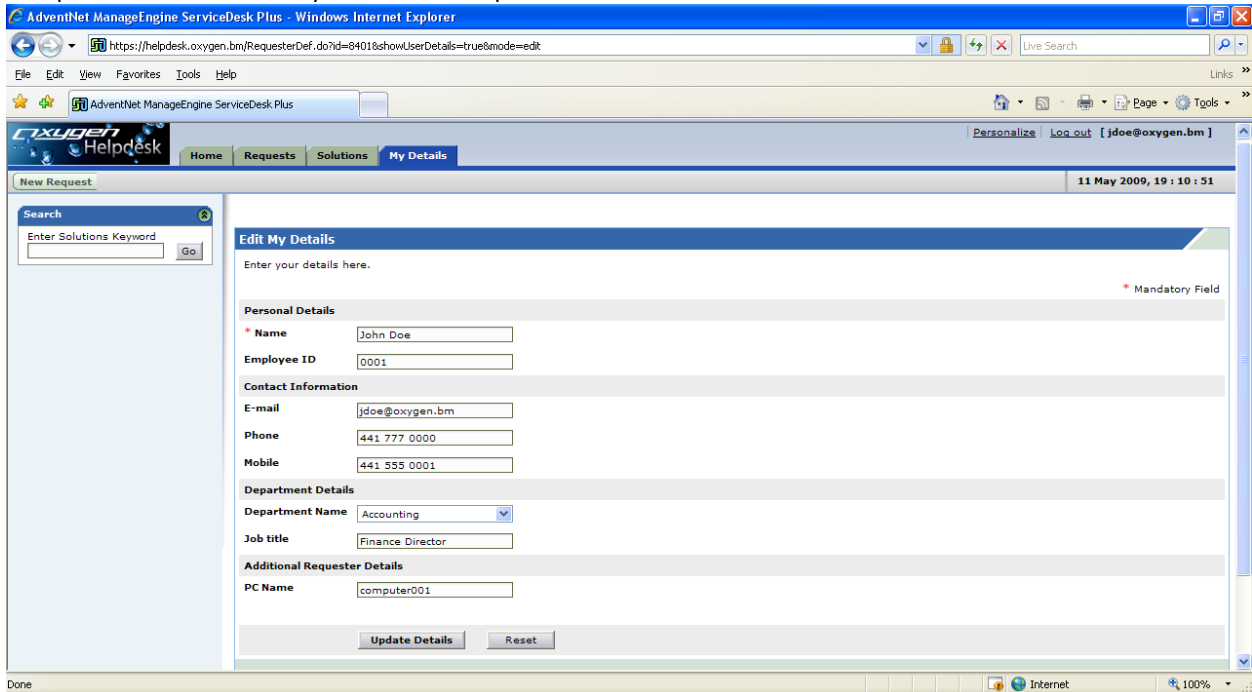 AdventNet ManageEngine ServiceDesk Plus - Windows Internet Explorer
https://helpdesk.oxygen.bm/RequesterDef.do?id=8401&showUserDetails=true&mode=edit
Live Search
File Edit View Favorites Tools Help
Links »
AdventNet ManageEngine ServiceDesk Plus
Page Tools »
oxygen
Helpdesk
Personalize Log out [ jdoe@oxygen.bm ]
Home Requests Solutions My Details
New Request
11 May 2009, 19 : 10 : 51
Search
Enter Solutions Keyword
Go
Edit My Details
Enter your details here.
* Mandatory Field
Personal Details
* Name John Doe
Employee ID 0001
Contact Information
E-mail jdoe@oxygen.bm
Phone 441 777 0000
Mobile 441 555 0001
Department Details
Department Name Accounting
Job title Finance Director
Additional Requester Details
PC Name computer001
Update Details Reset
Done
Internet
100%